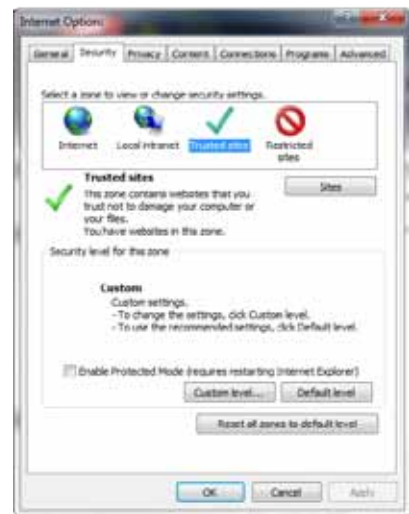 Internet Options
General Security Privacy Content Connections Programs Advanced
Select a zone to view or change security settings.
Internet Local intranet Trusted sites Restricted
sites
Trusted sites
Sites
This zone contains websites that you
trust not to damage your computer or
your files.
You have websites in this zone.
Security level for this zone
Custom
Custom settings.
- To change the settings, click Custom level.
- To use the recommended settings, click Default level.
Enable Protected Mode (requires restarting Internet Explorer)
Custom level... Default level
Reset all zones to default level
OK Cancel Apply